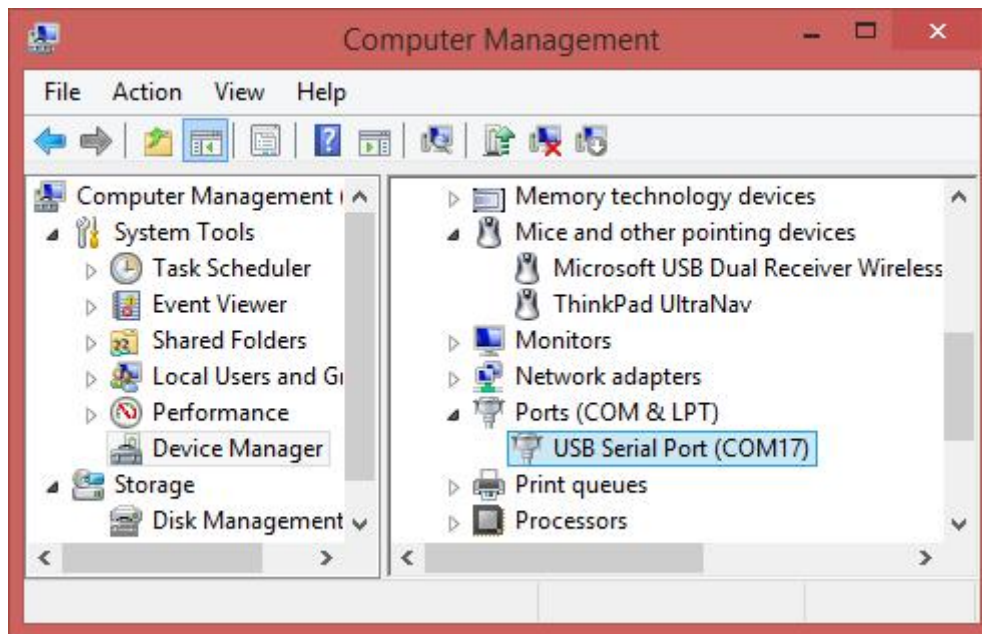 Computer Management
File Action View Help
Computer Management (
System Tools
Task Scheduler
Event Viewer
Shared Folders
Local Users and Gr
Performance
Device Manager
Storage
Disk Management
Memory technology devices
Mice and other pointing devices
Microsoft USB Dual Receiver Wireless
ThinkPad UltraNav
Monitors
Network adapters
Ports (COM & LPT)
USB Serial Port (COM17)
Print queues
Processors